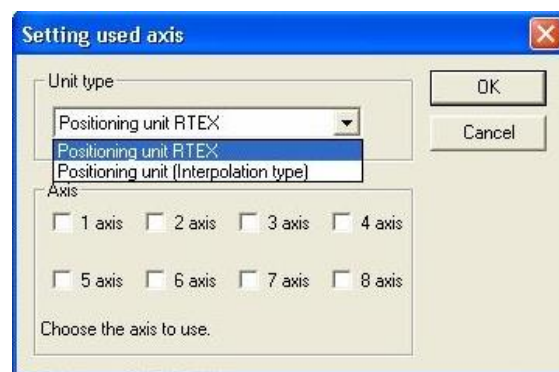 Setting used axis
Unit type
OK
Positioning unit RTEX
Cancel
Positioning unit RTEX
Positioning unit (Interpolation type)
Axis
1 axis 2 axis 3 axis 4 axis
5 axis 6 axis 7 axis 8 axis
Choose the axis to use.